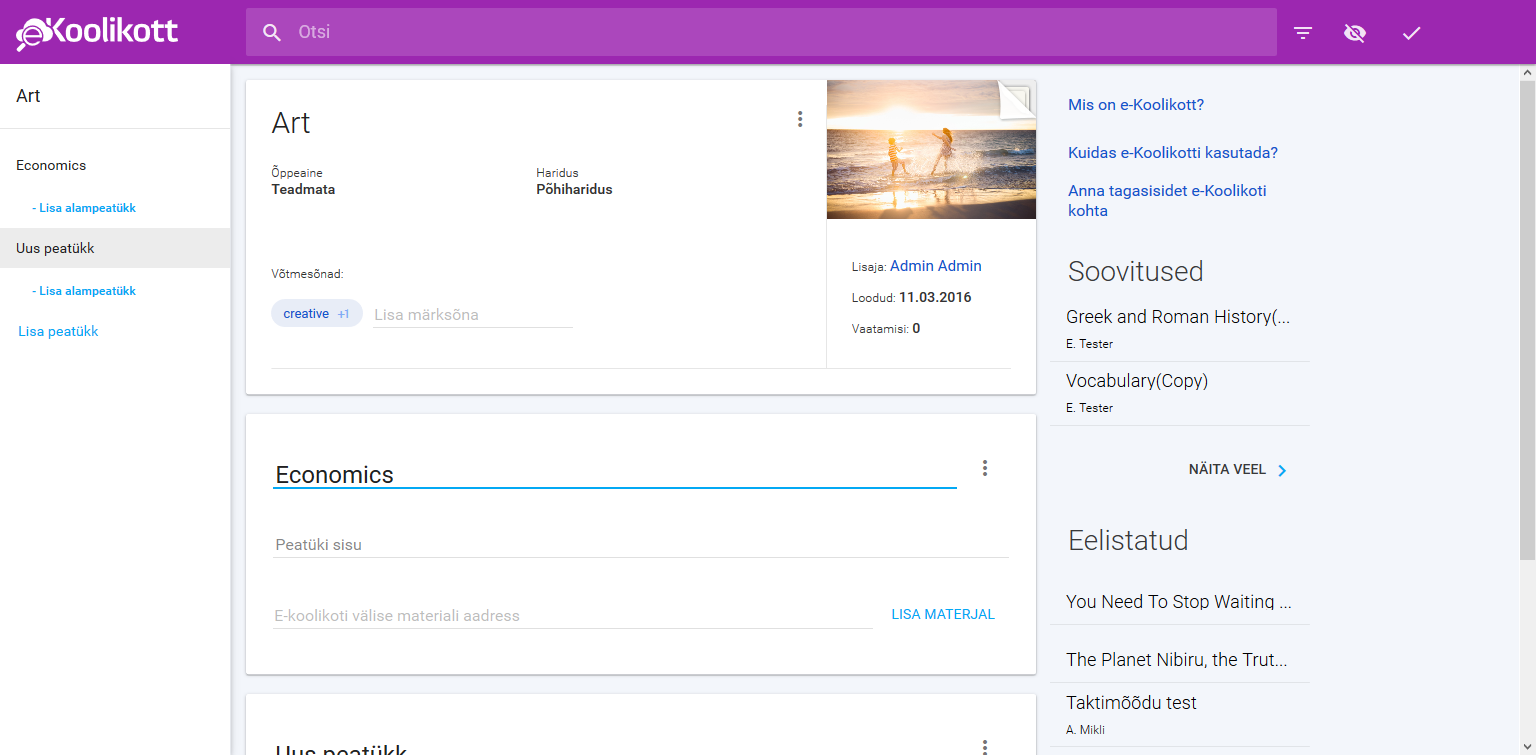 eKoolikott
Otsi
Art
Economics
- Lisa alampeatükk
Uus peatükk
- Lisa alampeatükk
Lisa peatükk
Art
Õppeaine
Teadmata
Haridus
Põhiharidus
Võtmesõnad:
creative +1
Lisa märksõna
Lisaja: Admin Admin
Loodud: 11.03.2016
Vaatamisi: 0
Economics
Peatüki sisu
E-koolikoti välise materiali aadress
LISA MATERJAL
Uus peatükk
Mis on e-Koolikott?
Kuidas e-Koolikotti kasutada?
Anna tagasisidet e-Koolikoti
kohta
Soovitused
Greek and Roman History(...
E. Tester
Vocabulary(Copy)
E. Tester
NÄITA VEEL
Eelistatud
You Need To Stop Waiting ...
The Planet Nibiru, the Trut...
Taktimõõdu test
A. Mikli